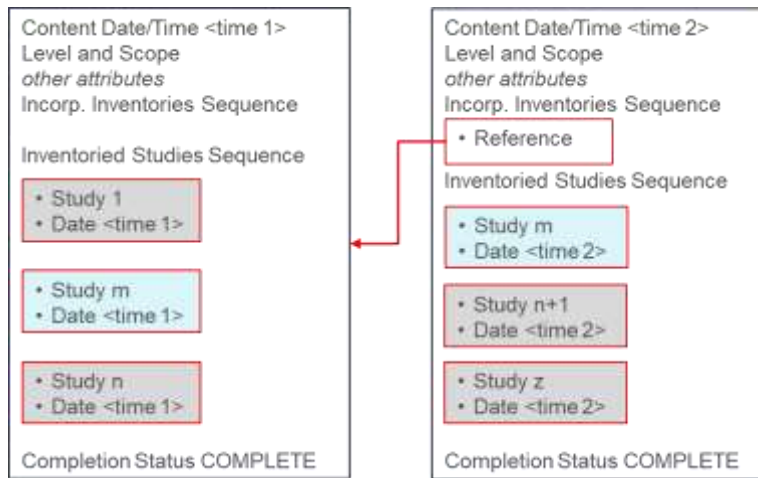 Content Date/Time <time 1>
Level and Scope
other attributes
Incorp. Inventories Sequence
Inventoried Studies Sequence
• Study 1
• Date <time 1>
• Study m
• Date <time 1>
• Study n
• Date <time 1>
Completion Status COMPLETE
Content Date/Time <time 2>
Level and Scope
other attributes
Incorp. Inventories Sequence
• Reference
Inventoried Studies Sequence
• Study m
• Date <time 2>
• Study n+1
• Date <time 2>
• Study z
• Date <time 2>
Completion Status COMPLETE